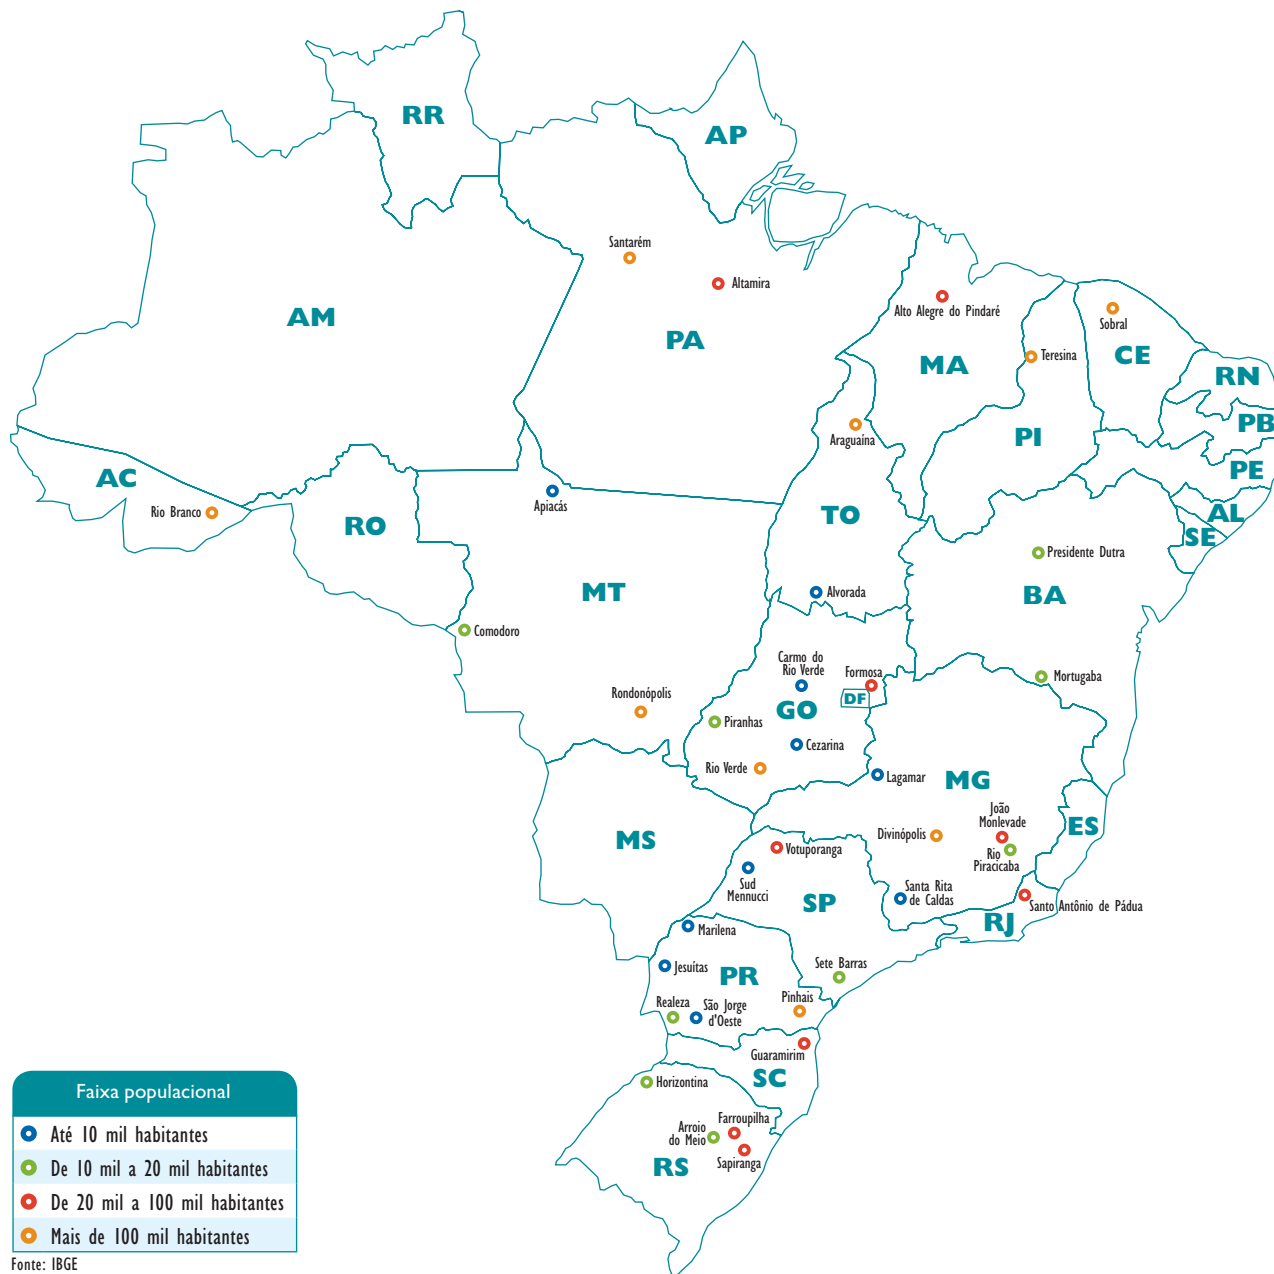 RR
AP
Santarém
Altamira
AM
PA
Alto Alegre do Pindaré
Sobral
MA
Teresina
CE
RN
Araguaína
PI
PB
AC
PE
Rio Branco
Apiacás
RO
TO
AL
SE
Presidente Dutra
MT
Alvorada
BA
Comodoro
Carmo do
Rio Verde
Formosa
Mortugaba
Rondonópolis
DF
GO
Piranhas
Cezarina
Rio Verde
Lagamar
MG
João
Monlevade
ES
MS
Divinópolis
Votuporanga
Rio
Piracicaba
Sud
Mennucci
Santa Rita
de Caldas
SP
Santo Antônio de Pádua
RJ
Marilena
Jesuítas
PR
Sete Barras
Realeza
São Jorge
d'Oeste
Pinhais
Guaramirim
SC
Horizontina
Arroio
do Meio
Farroupilha
Sapiranga
RS
Faixa populacional
Até 10 mil habitantes
De 10 mil a 20 mil habitantes
De 20 mil a 100 mil habitantes
Mais de 100 mil habitantes
Fonte: IBGE